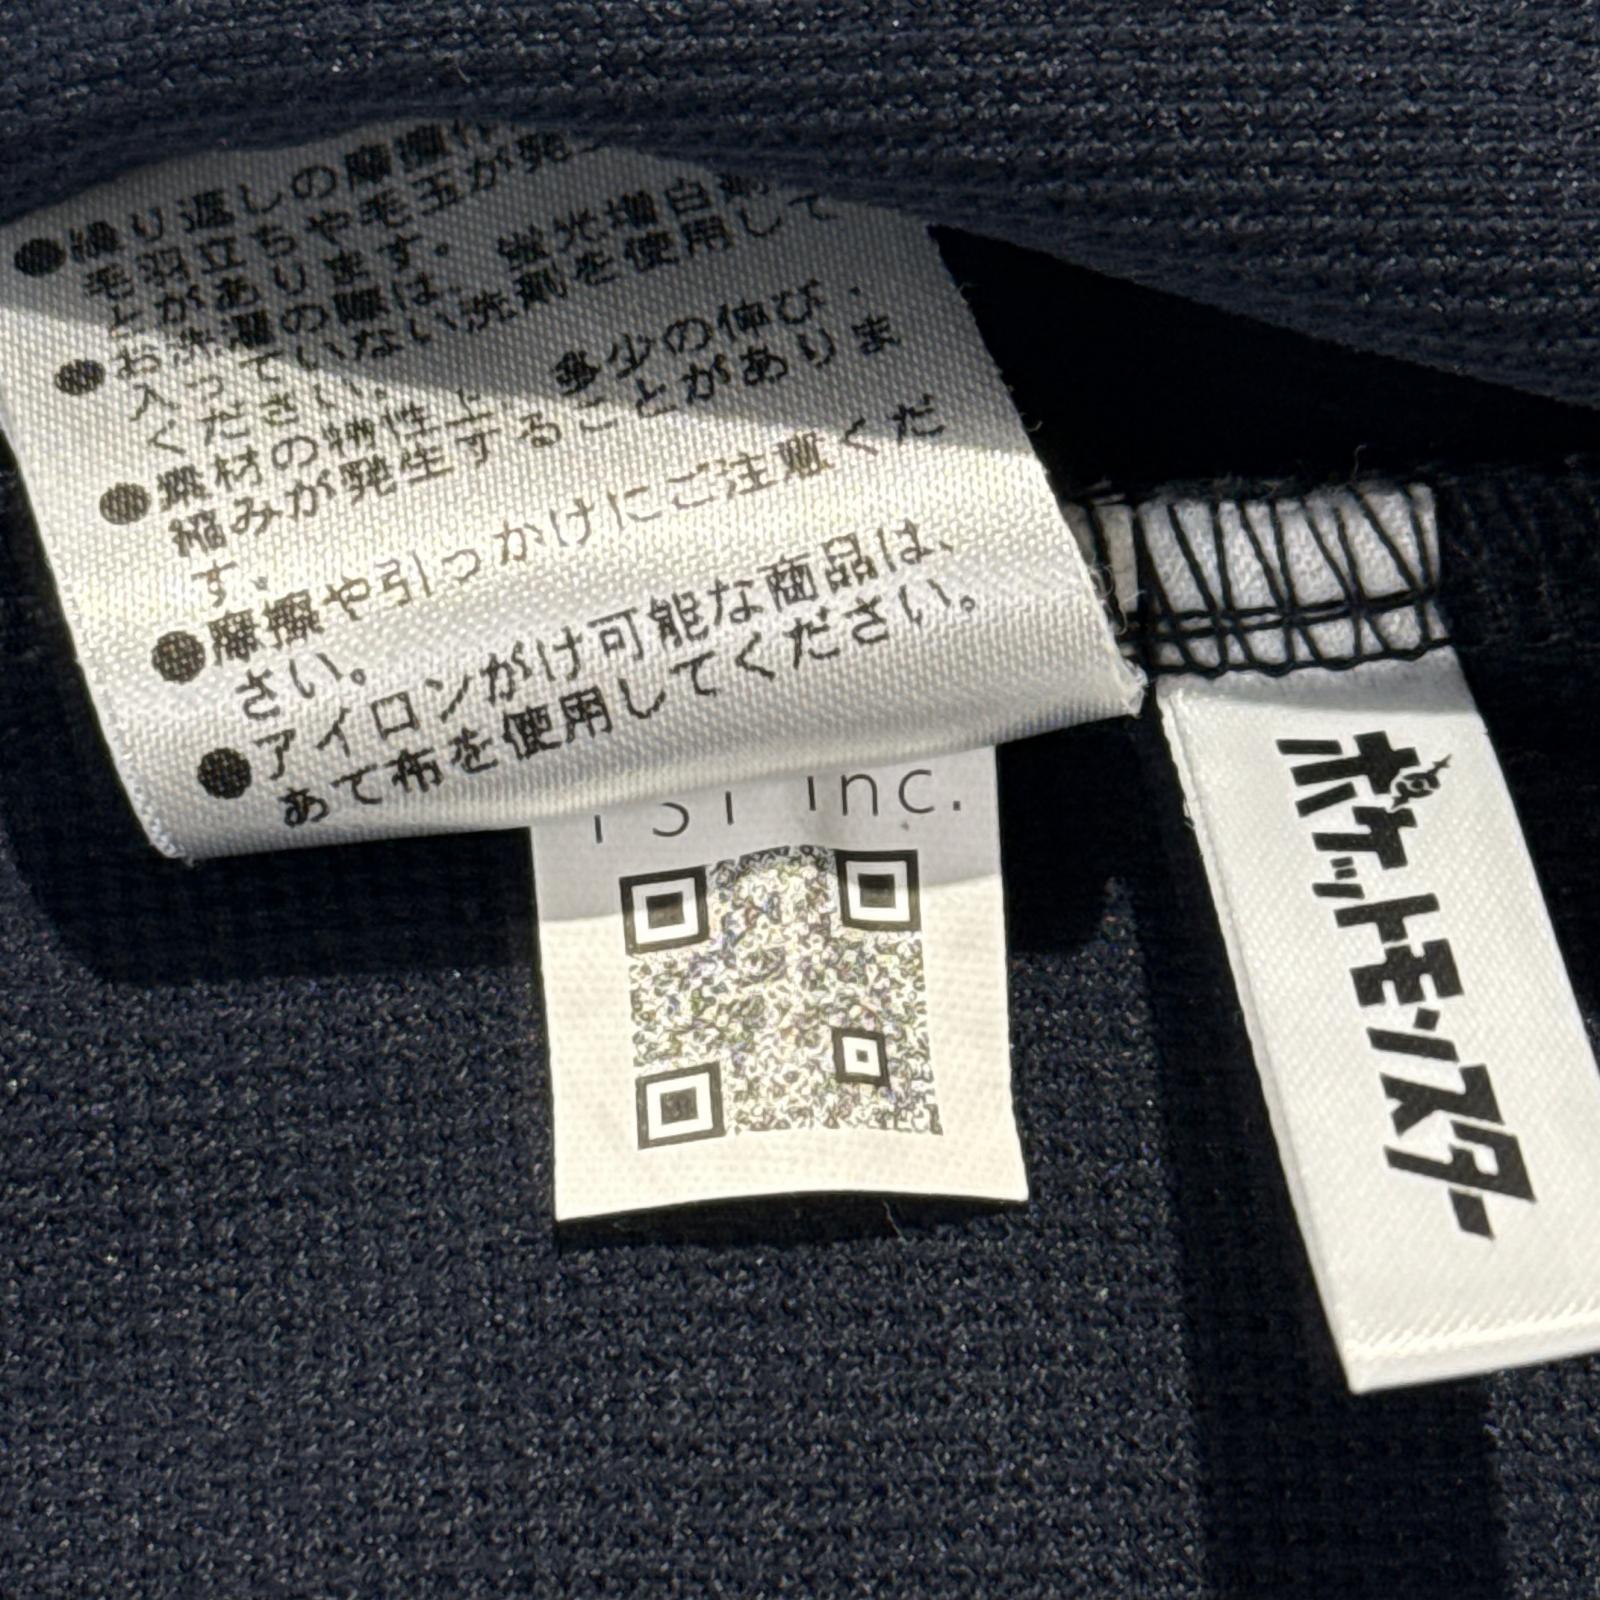 ●繰り返しの摩擦
毛羽立ちや毛玉が発
とがあります。
●お洗濯の際は、蛍光増白剤
入っていない洗剤を使用して
ください。
●素材の特性上、多少の伸び・
縮みが発生することがありま
す。
●摩擦や引っかけにご注意くだ
さい。
●アイロンがけ可能な商品は、
あて布を使用してください。
TSI Inc.
ポケットモンスター